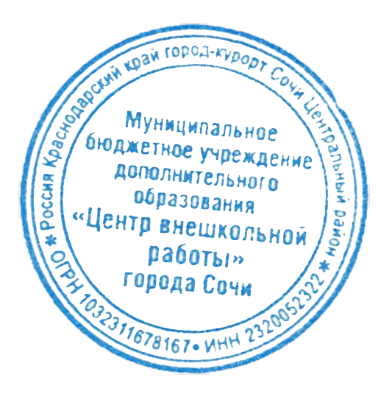 * Россия Краснодарский край город-курорт Сочи Центральный район *
ОГРН 1032311678167 • ИНН 2320052322
Муниципальное
бюджетное учреждение
дополнительного
образования
«Центр внешкольной
работы»
города Сочи